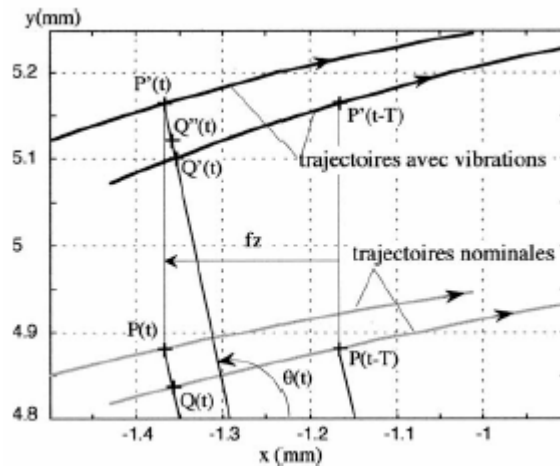 y(mm)
5.2
5.1
5
4.9
4.8
P'(t)
Q"(t)
Q'(t)
P'(t-T)
trajectoires avec vibrations
fz
trajectoires nominales
P(t)
Q(t)
θ(t)
P(t-T)
-1.4
-1.3
-1.2
-1.1
-1
x (mm)